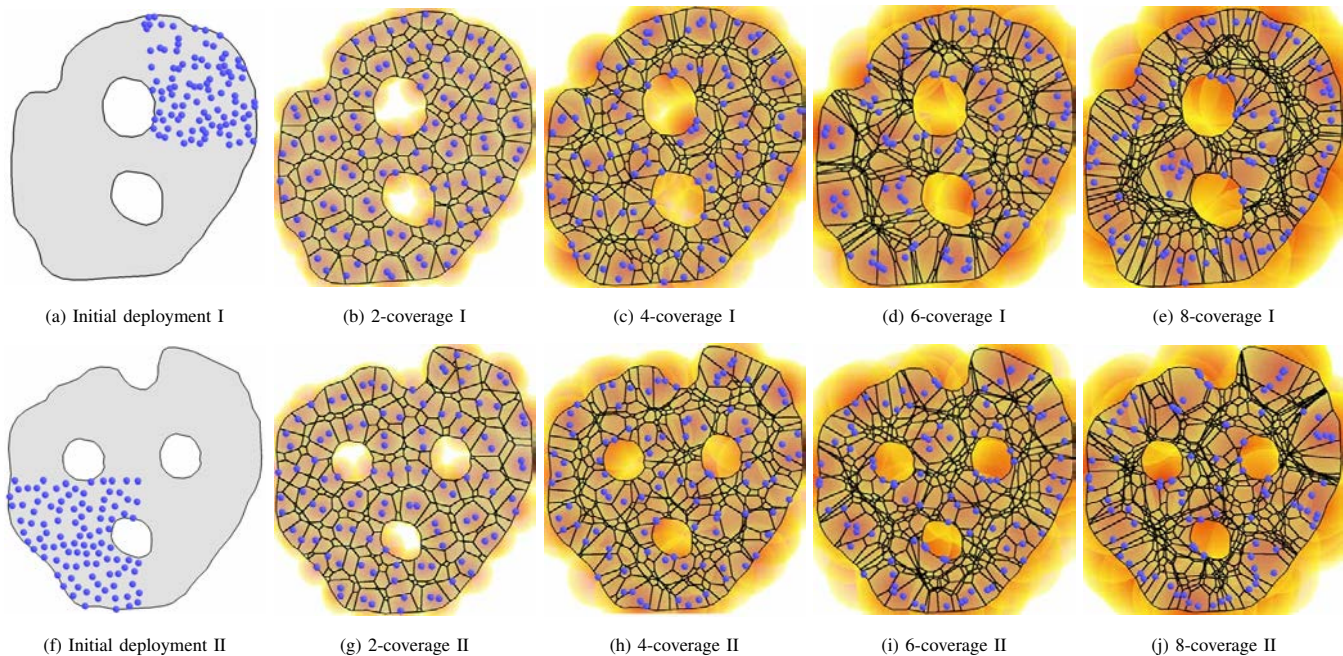 (a) Initial deployment I
(b) 2-coverage I
(c) 4-coverage I
(d) 6-coverage I
(e) 8-coverage I
(f) Initial deployment II
(g) 2-coverage II
(h) 4-coverage II
(i) 6-coverage II
(j) 8-coverage II